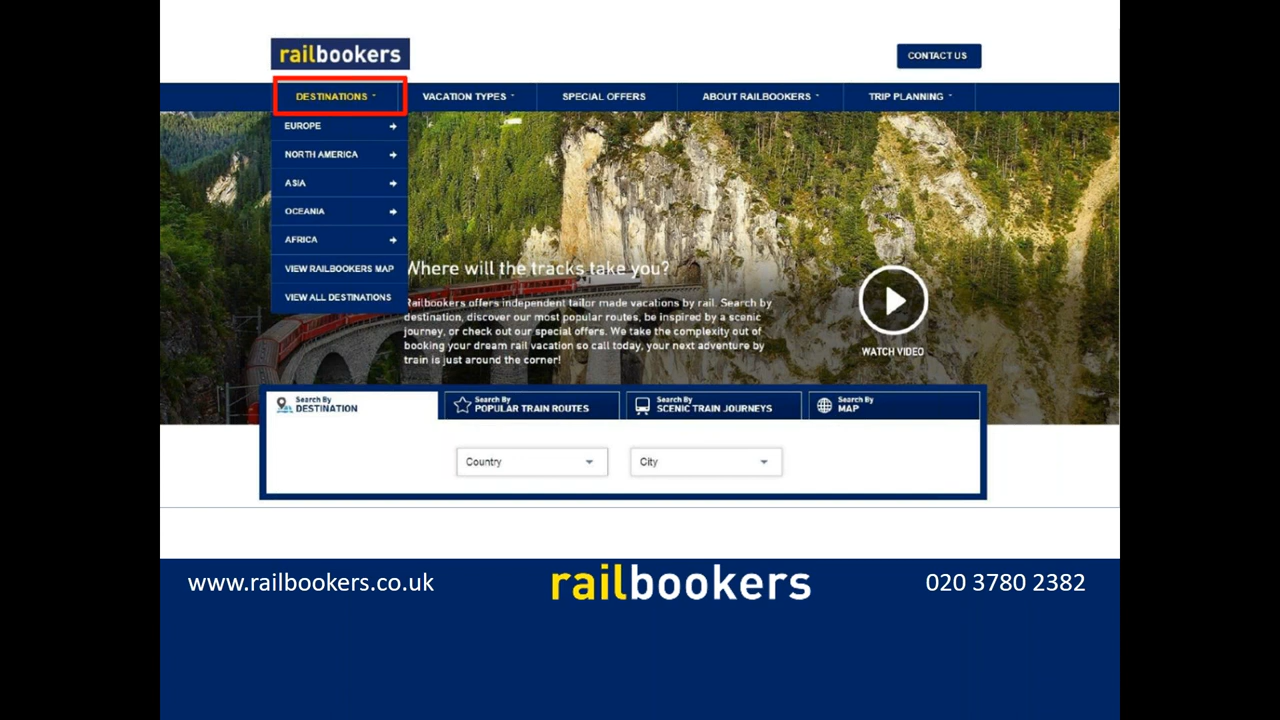 railbookers
CONTACT US
DESTINATIONS
VACATION TYPES
SPECIAL OFFERS
ABOUT RAILBOOKERS
TRIP PLANNING
EUROPE
NORTH AMERICA
ASIA
OCEANIA
AFRICA
VIEW RAILBOOKERS MAP
VIEW ALL DESTINATIONS
Where will the tracks take you?
Railbookers offers independent tailor made vacations by rail. Search by
destination, discover our most popular routes, be inspired by a scenic
journey, or check out our special offers. We take the complexity out of
booking your dream rail vacation so call today, your next adventure by
train is just around the corner!
WATCH VIDEO
Search By
DESTINATION
Search By
POPULAR TRAIN ROUTES
Search By
SCENIC TRAIN JOURNEYS
Search By
MAP
Country
City
www.railbookers.co.uk
railbookers
020 3780 2382